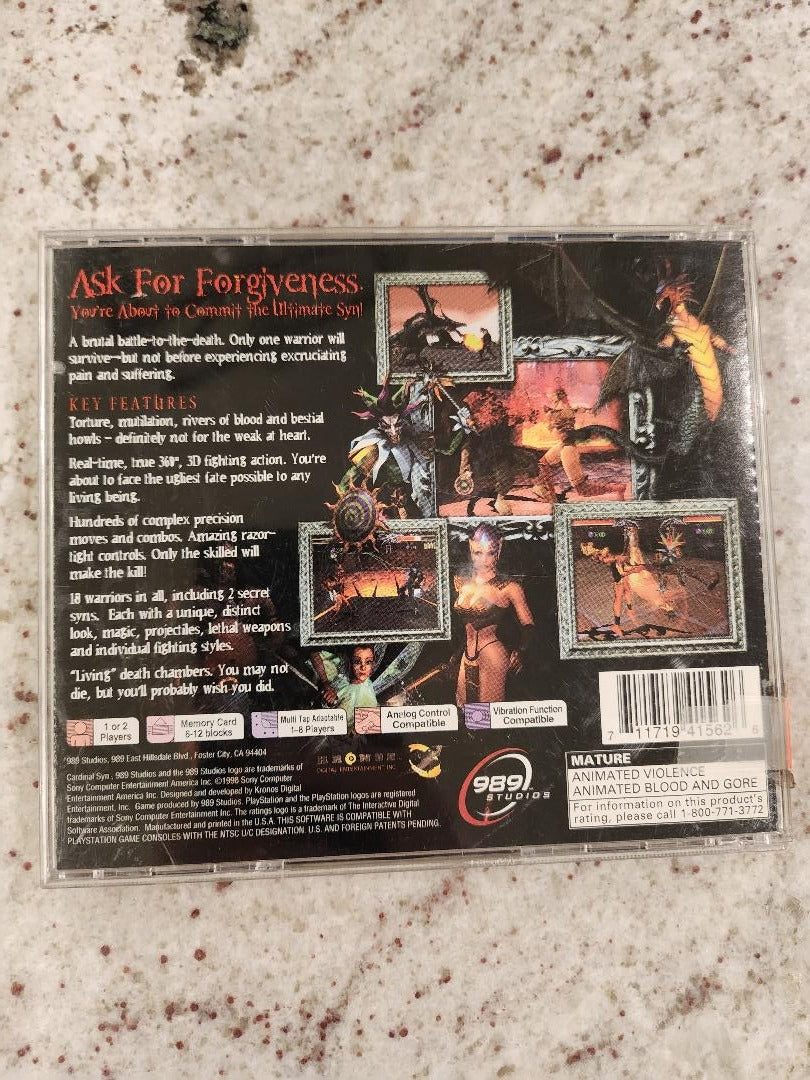 Ask For Forgiveness.
You're About to Commit the Ultimate Syn!
A brutal battle-to-the-death. Only one warrior will
survive-but not before experiencing excruciating
pain and suffering.
KEY FEATURES
Torture, mutilation, rivers of blood and bestial
howls - definitely not for the weak at heart.
Real-time, true 360°, 3D fighting action. You're
about to face the ugliest fate possible to any
living being.
Hundreds of complex precision
moves and combos. Amazing razor-
tight controls. Only the skilled will
make the kill!
18 warriors in all, including 2 secret
syns. Each with a unique, distinct
look, magic, projectiles, lethal weapons
and individual fighting styles.
"Living" death chambers. You may not
die, but you'll probably wish you did.
1 or 2
Players
Memory Card
6-12 blocks
Multi Tap Adaptable
1-8 Players
Analog Control
Compatible
Vibration Function
Compatible
7 11719 41562 6
989 Studios, 989 East Hillsdale Blvd., Foster City, CA 94404
Cardinal Syn, 989 Studios and the 989 Studios logo are trademarks of
Sony Computer Entertainment America Inc. ©1998 Sony Computer
Entertainment America Inc. Designed and developed by Kronos Digital
Entertainment, Inc. Game produced by 989 Studios. PlayStation and the PlayStation logos are registered
trademarks of Sony Computer Entertainment Inc. The ratings logo is a trademark of The Interactive Digital
Software Association. Manufactured and printed in the U.S.A. THIS SOFTWARE IS COMPATIBLE WITH
PLAYSTATION GAME CONSOLES WITH THE NTSC U/C DESIGNATION. U.S. AND FOREIGN PATENTS PENDING.
KRONOS
DIGITAL ENTERTAINMENT INC.
989
STUDIOS
MATURE
ANIMATED VIOLENCE
ANIMATED BLOOD AND GORE
For information on this product's
rating, please call 1-800-771-3772